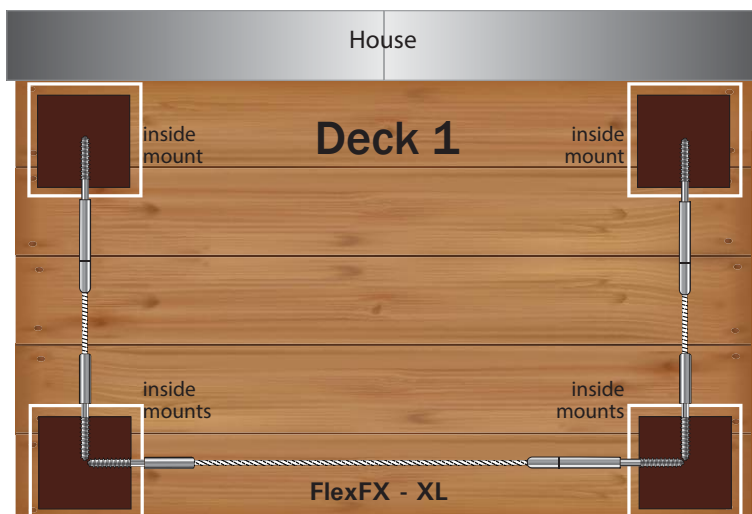 House
Deck 1
inside
mount
inside
mount
inside
mounts
inside
mounts
FlexFX - XL